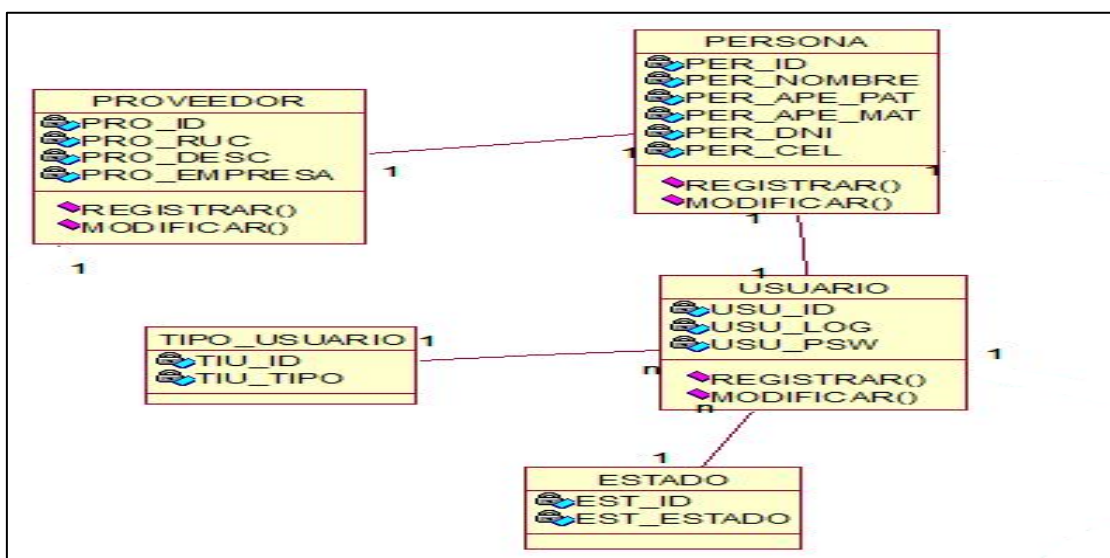 PROVEEDOR
PRO_ID
PRO_RUC
PRO_DESC
PRO_EMPRESA
REGISTRAR()
MODIFICAR()
1
1
PERSONA
PER_ID
PER_NOMBRE
PER_APE_PAT
PER_APE_MAT
PER_DNI
PER_CEL
REGISTRAR()
MODIFICAR()
1
1
1
TIPO_USUARIO
TIU_ID
TIU_TIPO
1
1
USUARIO
USU_ID
USU_LOG
USU_PSW
REGISTRAR()
MODIFICAR()
n
n
1
1
ESTADO
EST_ID
EST_ESTADO